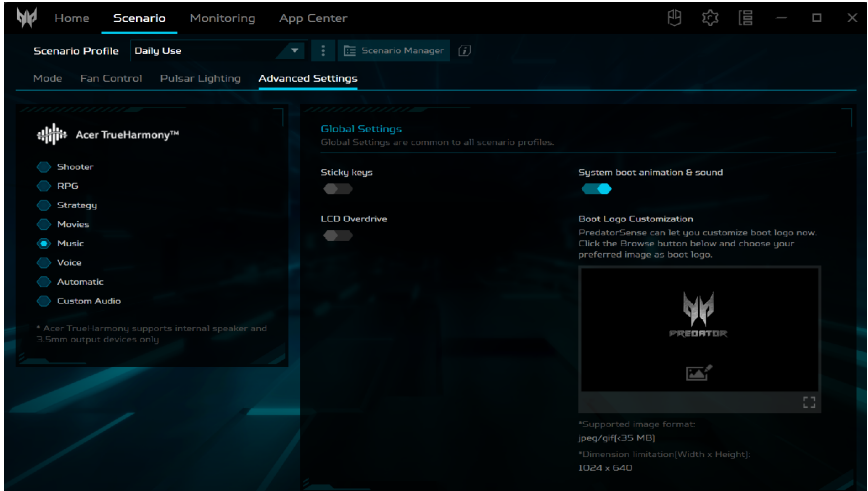 Home Scenario Monitoring App Center
Scenario Profile Daily Use Scenario Manager
Mode Fan Control Pulsar Lighting Advanced Settings
Acer TrueHarmony™
Shooter
RPG
Strategy
Movies
Music
Voice
Automatic
Custom Audio
* Acer TrueHarmony supports internal speaker and
3.5mm output devices only.
Global Settings
Global Settings are common to all scenario profiles.
Sticky keys
LCD Overdrive
System boot animation & sound
Boot Logo Customization
PredatorSense can let you customize boot logo now.
Click the Browse button below and choose your
preferred image as boot logo.
PREDATOR
*Supported image format:
jpeg/gif(<35 MB)
*Dimension limitation(Width x Height):
1024 x 640